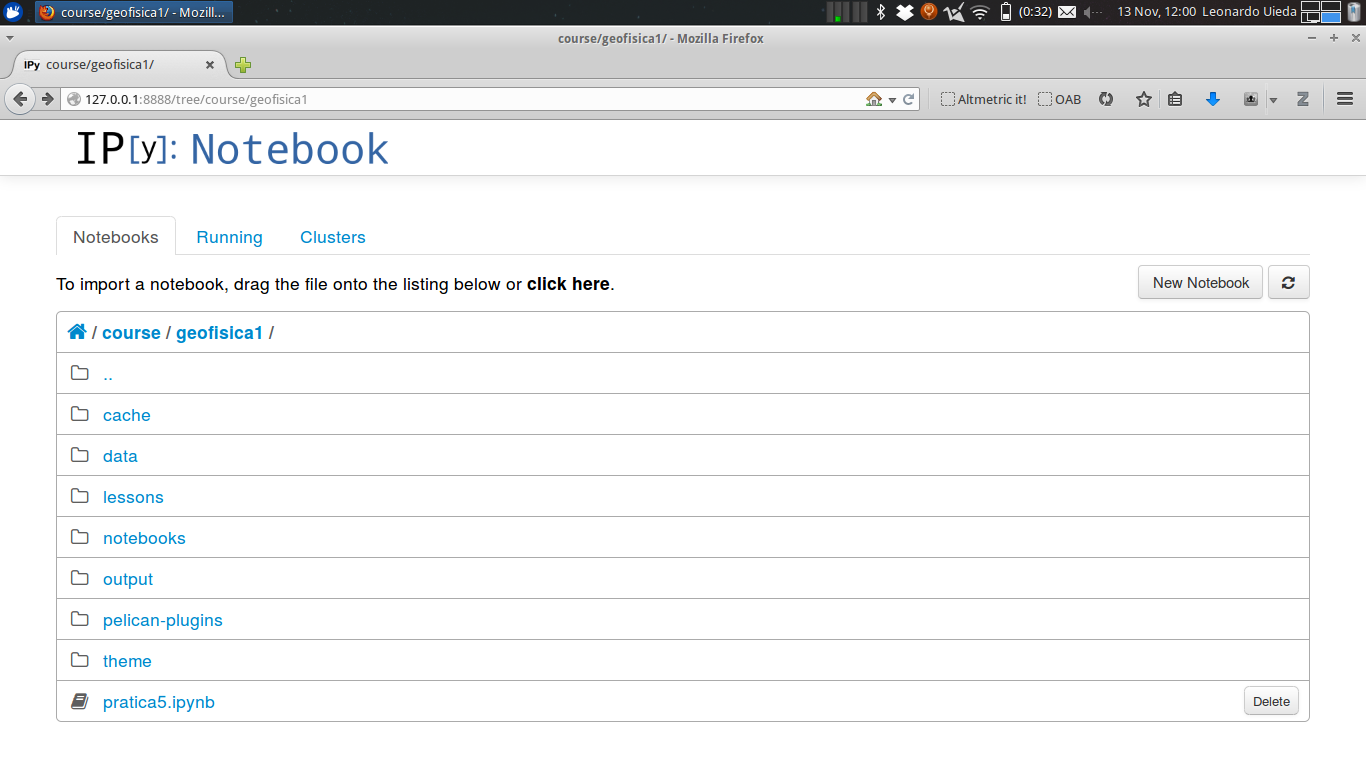 course/geofisica1/ - Mozill... (0:32) 13 Nov, 12:00 Leonardo Uieda
course/geofisica1/ - Mozilla Firefox
IPy course/geofisica1/
127.0.0.1:8888/tree/course/geofisica1 Altmetric it! OAB Z
IP[y]: Notebook
Notebooks Running Clusters
To import a notebook, drag the file onto the listing below or click here. New Notebook
/ course / geofisica1 /
..
cache
data
lessons
notebooks
output
pelican-plugins
theme
pratica5.ipynb Delete